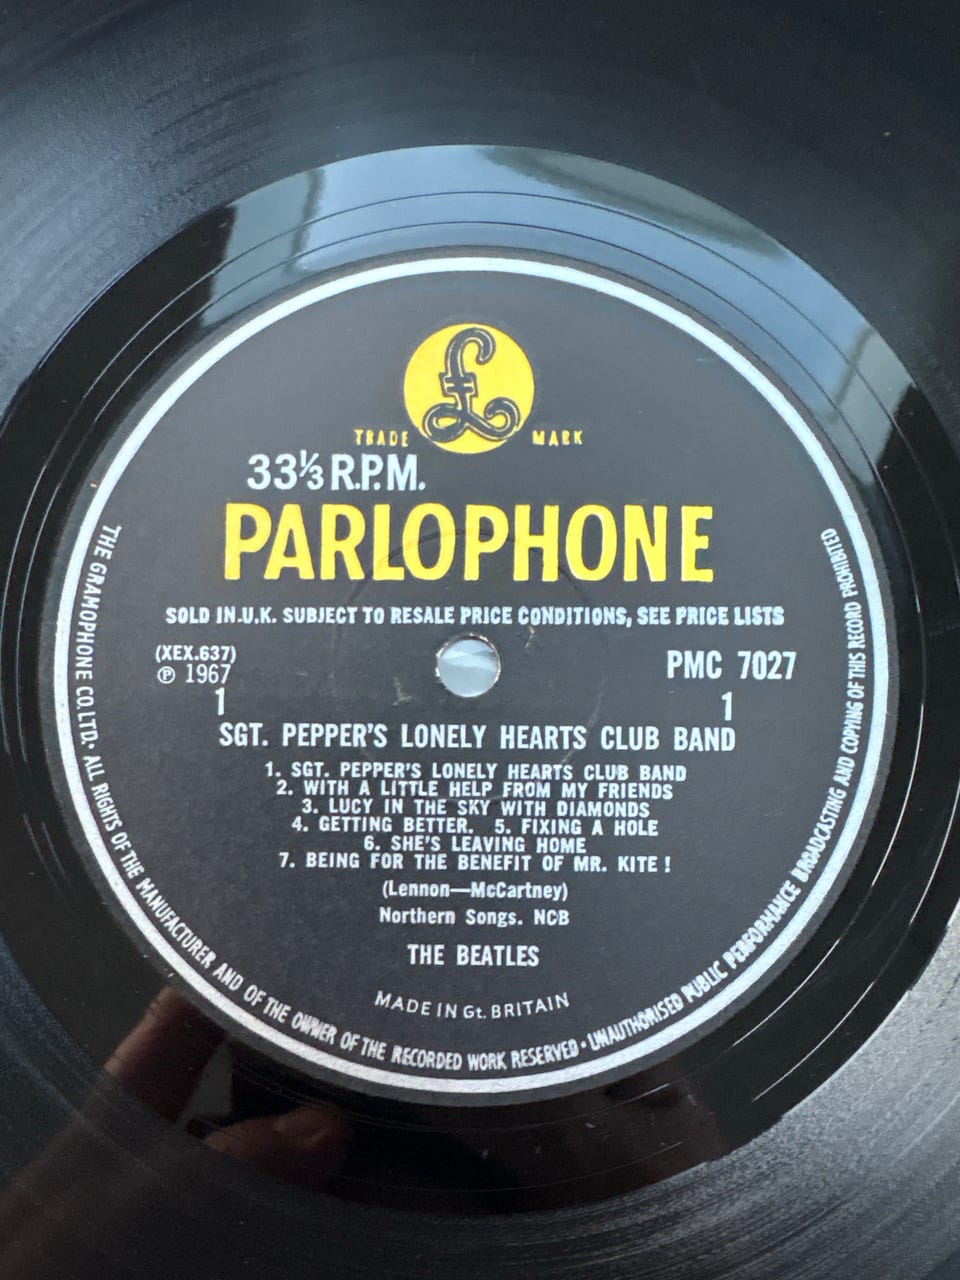 £
TRADE MARK
33⅓ R.P.M.
PARLOPHONE
SOLD IN U.K. SUBJECT TO RESALE PRICE CONDITIONS, SEE PRICE LISTS
(XEX.637)
℗ 1967
PMC 7027
1
1
SGT. PEPPER'S LONELY HEARTS CLUB BAND
1. SGT. PEPPER'S LONELY HEARTS CLUB BAND
2. WITH A LITTLE HELP FROM MY FRIENDS
3. LUCY IN THE SKY WITH DIAMONDS
4. GETTING BETTER. 5. FIXING A HOLE
6. SHE'S LEAVING HOME
7. BEING FOR THE BENEFIT OF MR. KITE !
(Lennon—McCartney)
Northern Songs. NCB
THE BEATLES
MADE IN Gt. BRITAIN
THE GRAMOPHONE CO. LTD. • ALL RIGHTS OF THE MANUFACTURER AND OF THE OWNER OF THE RECORDED WORK RESERVED • UNAUTHORISED PUBLIC PERFORMANCE BROADCASTING AND COPYING OF THIS RECORD PROHIBITED